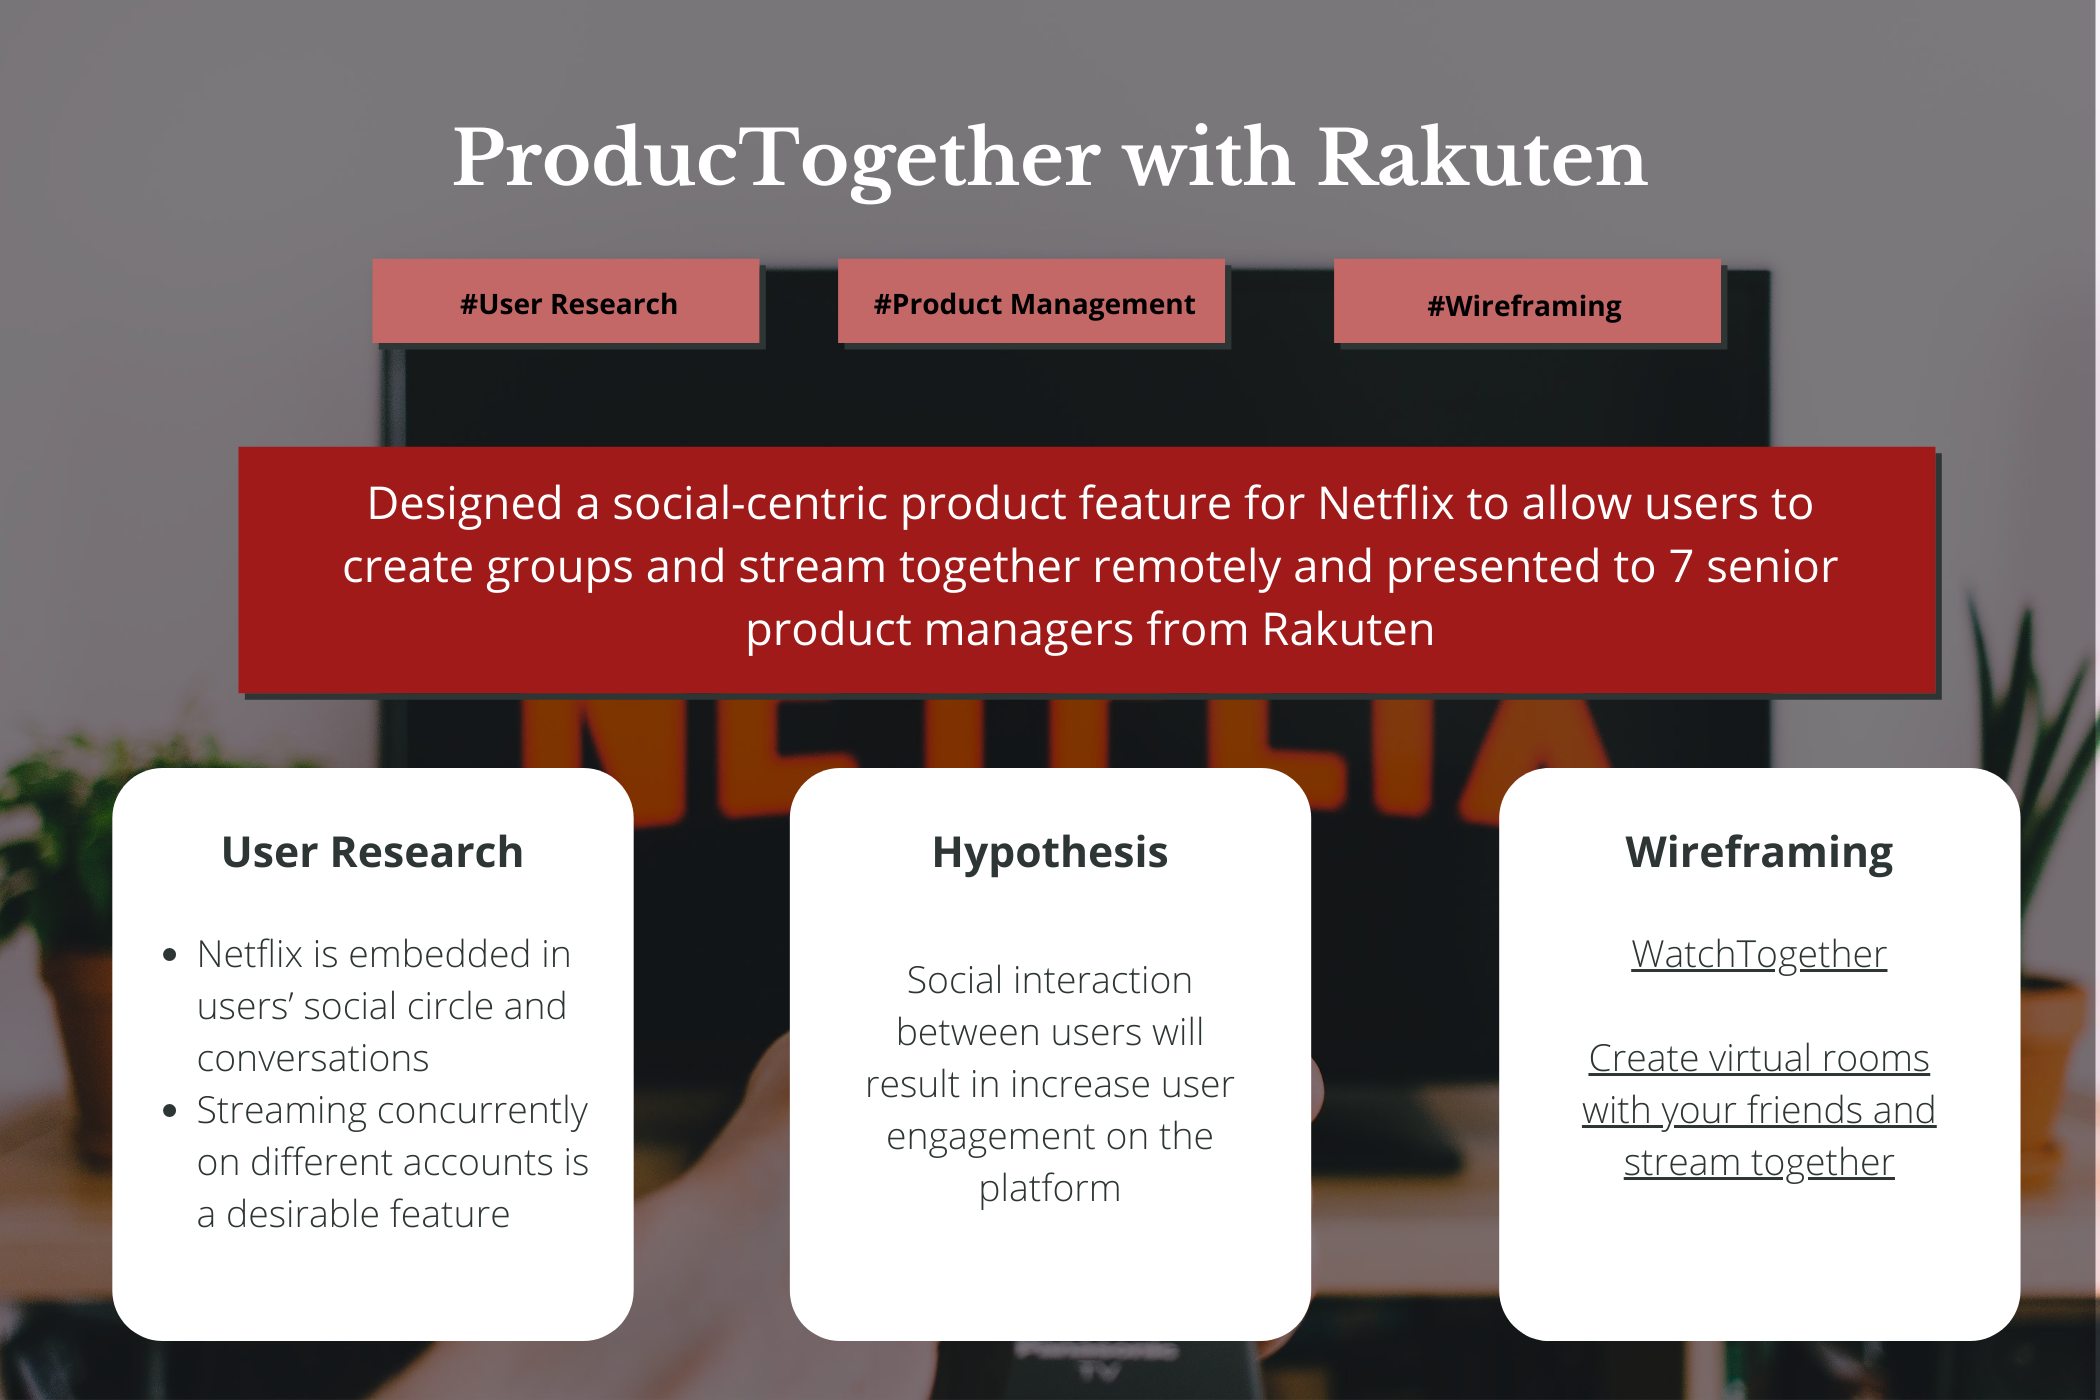 ProducTogether with Rakuten
#User Research
#Product Management
#Wireframing
Designed a social-centric product feature for Netflix to allow users to
create groups and stream together remotely and presented to 7 senior
product managers from Rakuten
NETFLIX
User Research
• Netflix is embedded in
users’ social circle and
conversations
• Streaming concurrently
on different accounts is
a desirable feature
Hypothesis
Social interaction
between users will
result in increase user
engagement on the
platform
Wireframing
WatchTogether
Create virtual rooms
with your friends and
stream together
Panasonic
TV